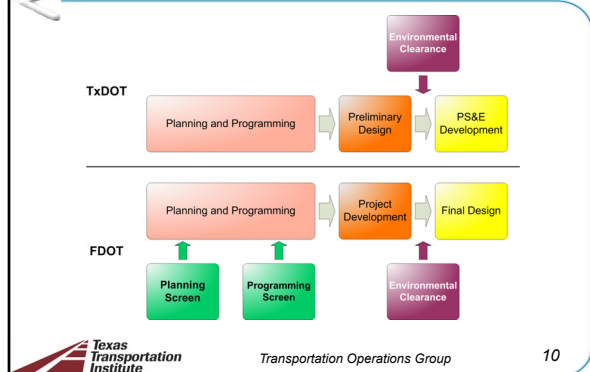 Environmental
Clearance
TxDOT
Planning and Programming
Preliminary
Design
PS&E
Development
Planning and Programming
Project
Development
Final Design
FDOT
Planning
Screen
Programming
Screen
Environmental
Clearance
Texas
Transportation
Institute
Transportation Operations Group
10